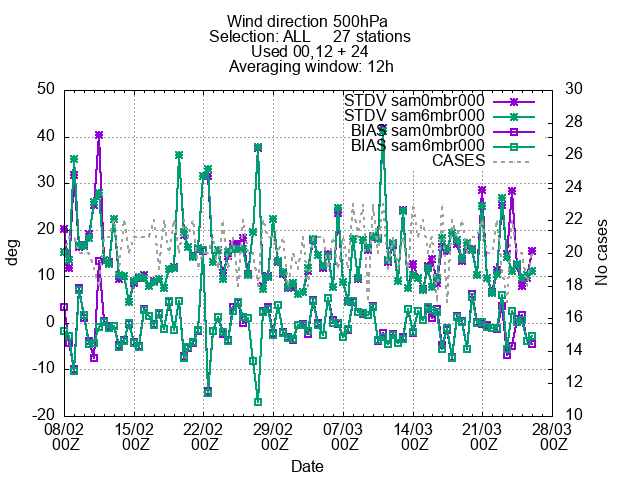 Wind direction 500hPa
Selection: ALL 27 stations
Used 00,12 + 24
Averaging window: 12h
STDV sam0mbr000
STDV sam6mbr000
BIAS sam0mbr000
BIAS sam6mbr000
CASES
50
40
30
20
10
0
-10
-20
deg
30
28
26
24
22
20
18
16
14
12
10
No cases
08/02 15/02 22/02 29/02 07/03 14/03 21/03 28/03
00Z 00Z 00Z 00Z 00Z 00Z 00Z 00Z
Date